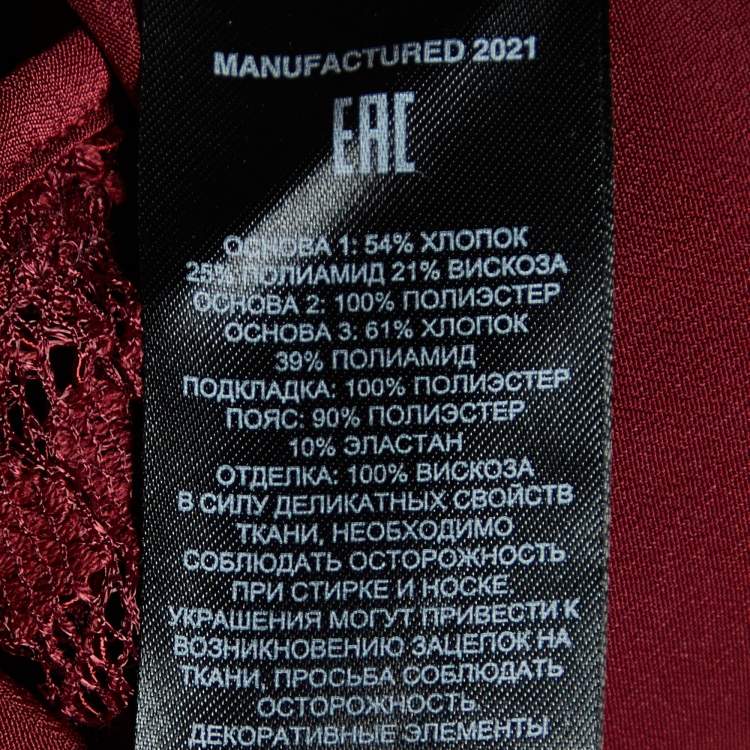 MANUFACTURED 2021
EAC
ОСНОВА 1: 54% ХЛОПОК
25% ПОЛИАМИД 21% ВИСКОЗА
ОСНОВА 2: 100% ПОЛИЭСТЕР
ОСНОВА 3: 61% ХЛОПОК
39% ПОЛИАМИД
ПОДКЛАДКА: 100% ПОЛИЭСТЕР
ПОЯС: 90% ПОЛИЭСТЕР
10% ЭЛАСТАН
ОТДЕЛКА: 100% ВИСКОЗА
В СИЛУ ДЕЛИКАТНЫХ СВОЙСТВ
ТКАНИ, НЕОБХОДИМО
СОБЛЮДАТЬ ОСТОРОЖНОСТЬ
ПРИ СТИРКЕ И НОСКЕ.
УКРАШЕНИЯ МОГУТ ПРИВЕСТИ К
ВОЗНИКНОВЕНИЮ ЗАЦЕПОК НА
ТКАНИ, ПРОСЬБА СОБЛЮДАТЬ
ОСТОРОЖНОСТЬ.
ДЕКОРАТИВНЫЕ ЭЛЕМЕНТЫ